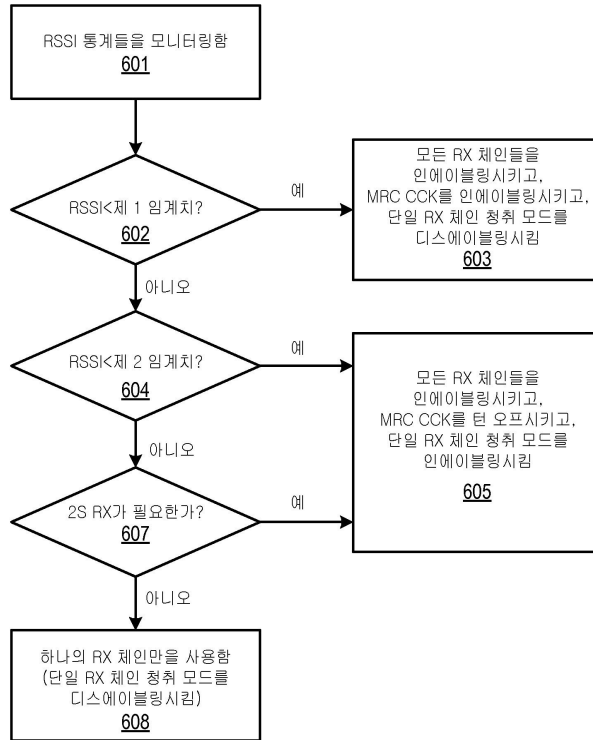 RSSI 통계들을 모니터링함
601
RSSI<제 1 임계치?
602
예
모든 RX 체인들을
인에이블링시키고,
MRC CCK를 인에이블링시키고,
단일 RX 체인 청취 모드를
디스에이블링시킴
603
아니오
RSSI<제 2 임계치?
604
예
모든 RX 체인들을
인에이블링시키고,
MRC CCK를 턴 오프시키고,
단일 RX 체인 청취 모드를
인에이블링시킴
605
아니오
2S RX가 필요한가?
607
예
아니오
하나의 RX 체인만을 사용함
(단일 RX 체인 청취 모드를
디스에이블링시킴)
608